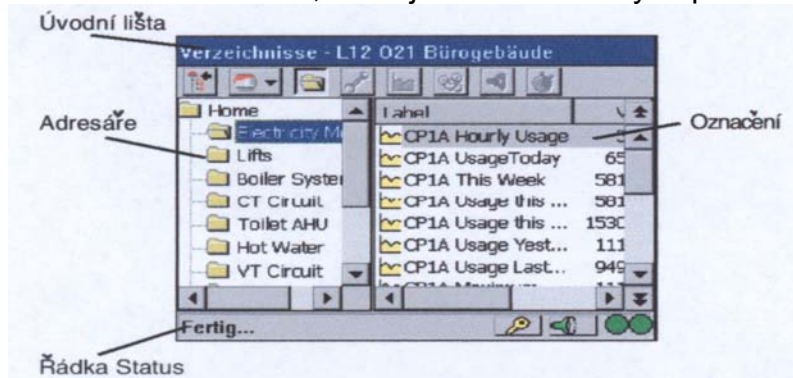 Úvodní lišta
Verzeichnisse - L12 021 Bürogebäude
Adresáře
Home
Electricity M
Lifts
Boiler System
CT Circuit
Toilet AHU
Hot Water
VT Circuit
Label
CP1A Hourly Usage
CP1A UsageToday 65
CP1A This Week 581
CP1A Usage this ... 581
CP1A Usage this ... 1530
CP1A Usage Yest... 111
CP1A Usage Last... 949
Označení
Fertig...
Řádka Status